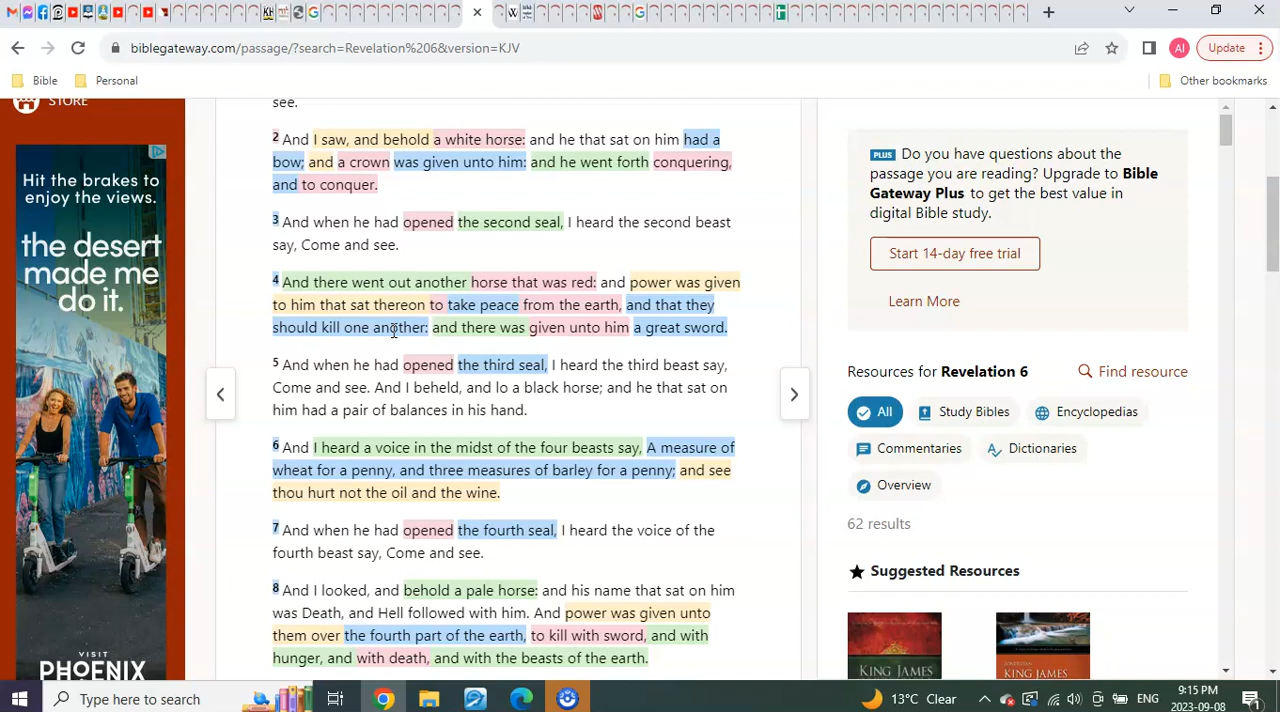 biblegateway.com/passage/?search=Revelation%206&version=KJV
AI
Update
Bible
Personal
Other bookmarks
STORE
Hit the brakes to
enjoy the views.
the desert
made me
do it.
VISIT
PHOENIX
see.
2 And I saw, and behold a white horse: and he that sat on him had a
bow; and a crown was given unto him: and he went forth conquering,
and to conquer.
3 And when he had opened the second seal, I heard the second beast
say, Come and see.
4 And there went out another horse that was red: and power was given
to him that sat thereon to take peace from the earth, and that they
should kill one another: and there was given unto him a great sword.
5 And when he had opened the third seal, I heard the third beast say,
Come and see. And I beheld, and lo a black horse; and he that sat on
him had a pair of balances in his hand.
6 And I heard a voice in the midst of the four beasts say, A measure of
wheat for a penny, and three measures of barley for a penny; and see
thou hurt not the oil and the wine.
7 And when he had opened the fourth seal, I heard the voice of the
fourth beast say, Come and see.
8 And I looked, and behold a pale horse: and his name that sat on him
was Death, and Hell followed with him. And power was given unto
them over the fourth part of the earth, to kill with sword, and with
hunger, and with death, and with the beasts of the earth.
PLUS Do you have questions about the
passage you are reading? Upgrade to Bible
Gateway Plus to get the best value in
digital Bible study.
Start 14-day free trial
Learn More
Resources for Revelation 6
Find resource
All
Study Bibles
Encyclopedias
Commentaries
Dictionaries
Overview
62 results
Suggested Resources
KING JAMES
KING JAMES
Type here to search
13°C Clear
ENG
9:15 PM
2023-09-08
1